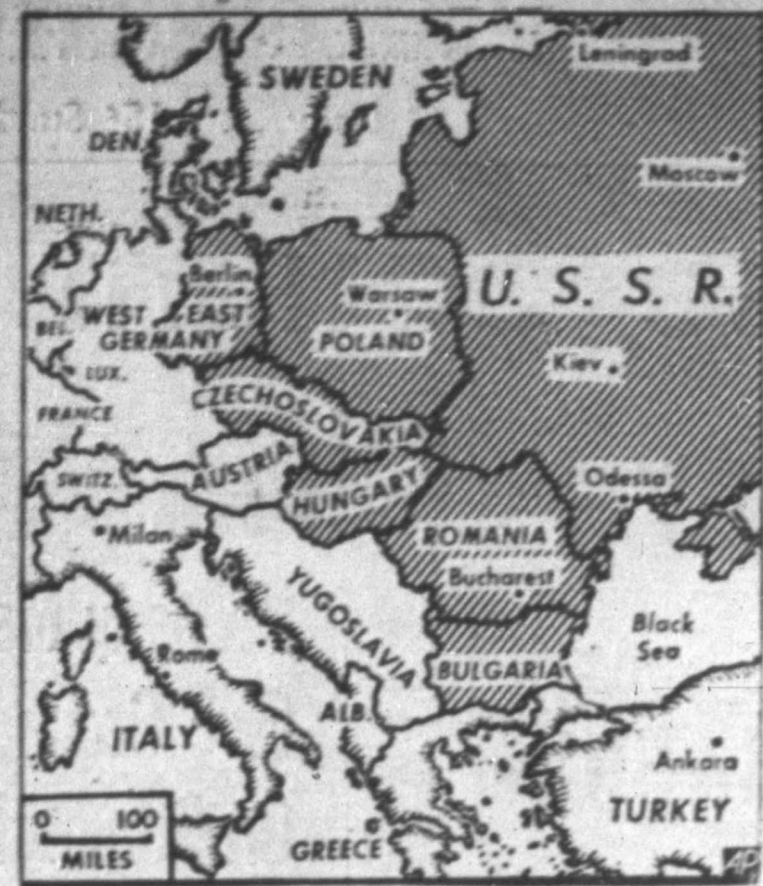 Leningrad
SWEDEN
DEN.
Moscow
NETH.
Berlin
U. S. S. R.
Warsaw
BEL.
WEST EAST
GERMANY
POLAND
Kiev
LUX.
CZECHOSLOVAKIA
FRANCE
AUSTRIA
SWITZ.
HUNGARY
Odessa
Milan
ROMANIA
Bucharest
YUGOSLAVIA
Black
Sea
Rome
BULGARIA
ALB.
ITALY
Ankara
TURKEY
0 100
MILES
GREECE
AP